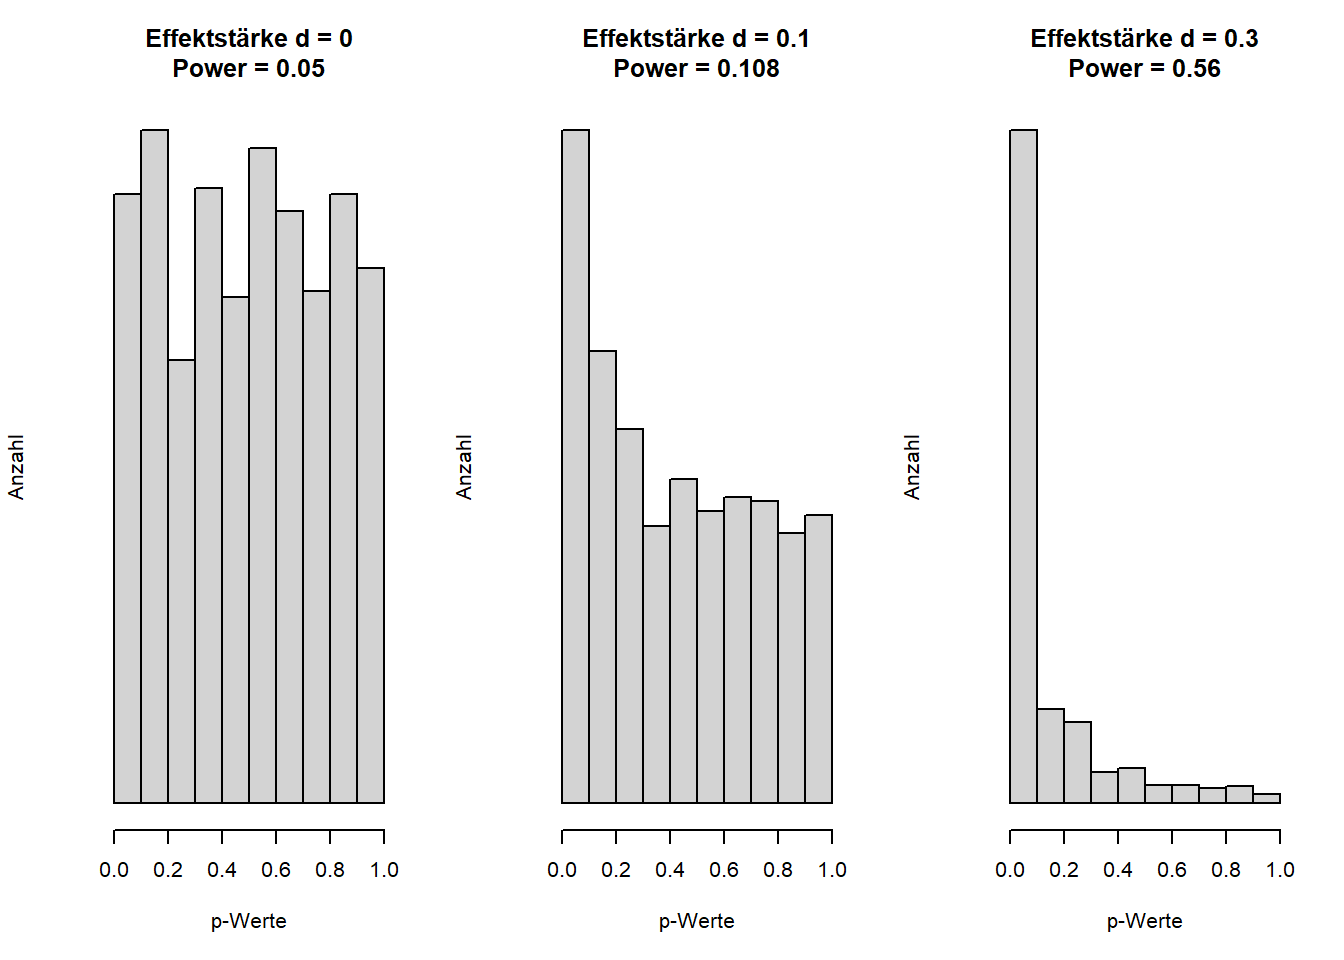 Effektstärke d = 0
Power = 0.05
Anzahl
0.0 0.2 0.4 0.6 0.8 1.0
p-Werte
Effektstärke d = 0.1
Power = 0.108
Anzahl
0.0 0.2 0.4 0.6 0.8 1.0
p-Werte
Effektstärke d = 0.3
Power = 0.56
Anzahl
0.0 0.2 0.4 0.6 0.8 1.0
p-Werte